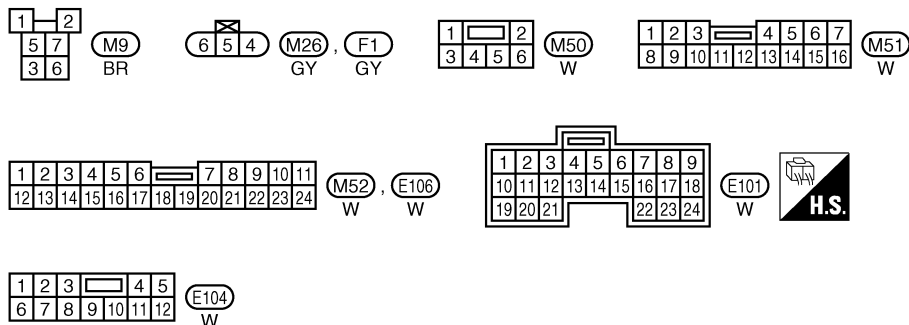 1 2
5 7
3 6
M9
BR
6 5 4
M26 , F1
GY GY
1 2
3 4 5 6
M50
W
1 2 3 4 5 6 7
8 9 10 11 12 13 14 15 16
M51
W
1 2 3 4 5 6 7 8 9 10 11
12 13 14 15 16 17 18 19 20 21 22 23 24
M52 , E106
W W
1 2 3 4 5 6 7 8 9
10 11 12 13 14 15 16 17 18
19 20 21 22 23 24
E101
W
H.S.
1 2 3 4 5
6 7 8 9 10 11 12
E104
W